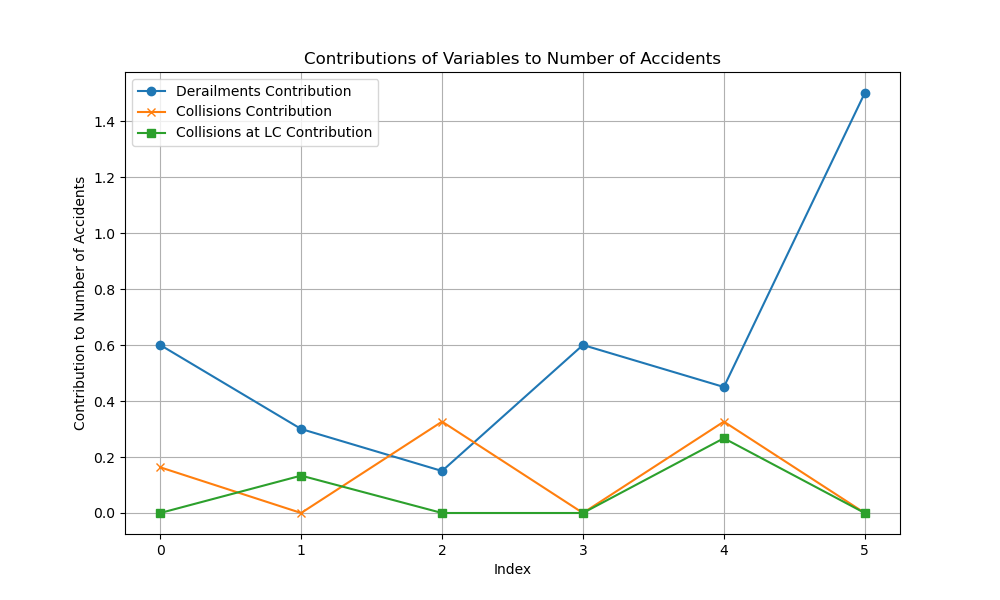 Contributions of Variables to Number of Accidents
Derailments Contribution
Collisions Contribution
Collisions at LC Contribution
Contribution to Number of Accidents
1.4
1.2
1.0
0.8
0.6
0.4
0.2
0.0
0 1 2 3 4 5
Index